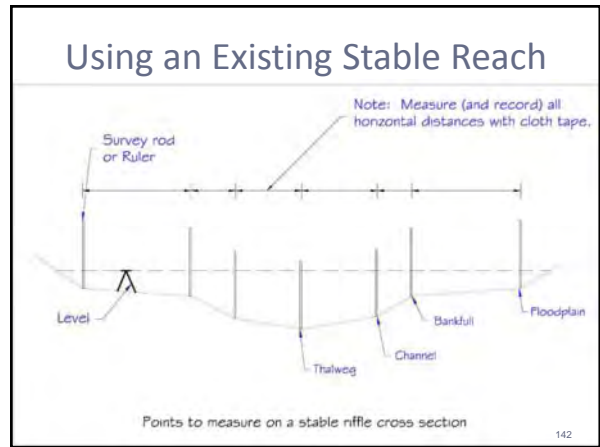 Using an Existing Stable Reach
Note: Measure (and record) all
horizontal distances with cloth tape.
Survey rod
or Ruler
Level
Bankfull
Floodplain
Channel
Thalweg
Points to measure on a stable riffle cross section
142